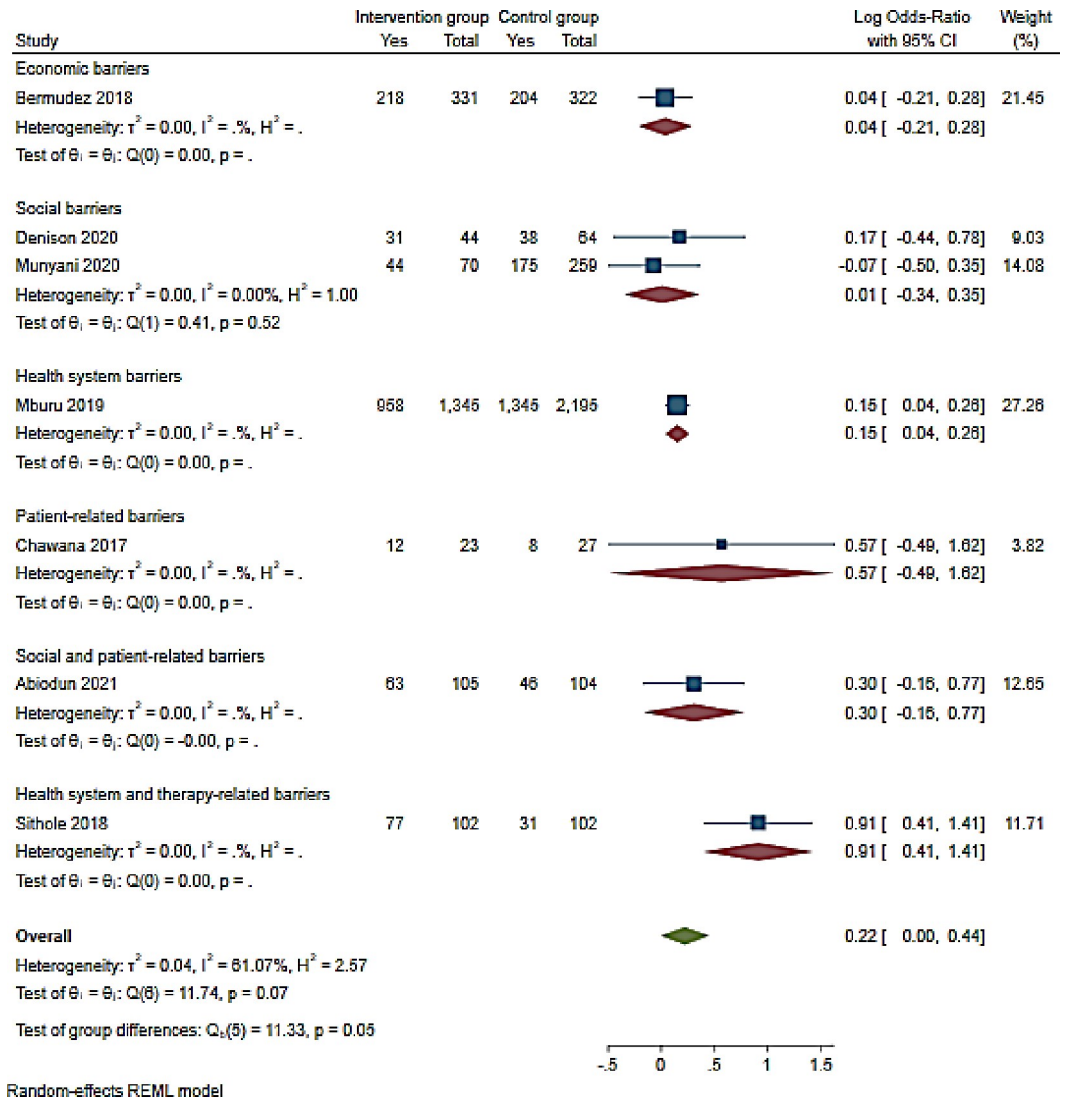 Intervention group Control group Log Odds-Ratio Weight
Study Yes Total Yes Total with 95% CI (%)
Economic barriers
Bermudez 2018 218 331 204 322 0.04 [ -0.21, 0.28] 21.45
Heterogeneity: τ² = 0.00, I² = .%, H² = . 0.04 [ -0.21, 0.28]
Test of θᵢ = θⱼ: Q(0) = 0.00, p = .
Social barriers
Denison 2020 31 44 38 64 0.17 [ -0.44, 0.78] 9.03
Munyani 2020 44 70 175 259 -0.07 [ -0.50, 0.35] 14.08
Heterogeneity: τ² = 0.00, I² = 0.00%, H² = 1.00 0.01 [ -0.34, 0.35]
Test of θᵢ = θⱼ: Q(1) = 0.41, p = 0.52
Health system barriers
Mburu 2019 958 1,345 1,345 2,195 0.15 [ 0.04, 0.26] 27.26
Heterogeneity: τ² = 0.00, I² = .%, H² = . 0.15 [ 0.04, 0.26]
Test of θᵢ = θⱼ: Q(0) = 0.00, p = .
Patient-related barriers
Chawana 2017 12 23 8 27 0.57 [ -0.49, 1.62] 3.82
Heterogeneity: τ² = 0.00, I² = .%, H² = . 0.57 [ -0.49, 1.62]
Test of θᵢ = θⱼ: Q(0) = 0.00, p = .
Social and patient-related barriers
Abiodun 2021 63 105 46 104 0.30 [ -0.16, 0.77] 12.65
Heterogeneity: τ² = 0.00, I² = .%, H² = . 0.30 [ -0.16, 0.77]
Test of θᵢ = θⱼ: Q(0) = -0.00, p = .
Health system and therapy-related barriers
Sithole 2018 77 102 31 102 0.91 [ 0.41, 1.41] 11.71
Heterogeneity: τ² = 0.00, I² = .%, H² = . 0.91 [ 0.41, 1.41]
Test of θᵢ = θⱼ: Q(0) = 0.00, p = .
Overall 0.22 [ 0.00, 0.44]
Heterogeneity: τ² = 0.04, I² = 61.07%, H² = 2.57
Test of θᵢ = θⱼ: Q(6) = 11.74, p = 0.07
Test of group differences: Q_b(5) = 11.33, p = 0.05
-.5 0 .5 1 1.5
Random-effects REML model